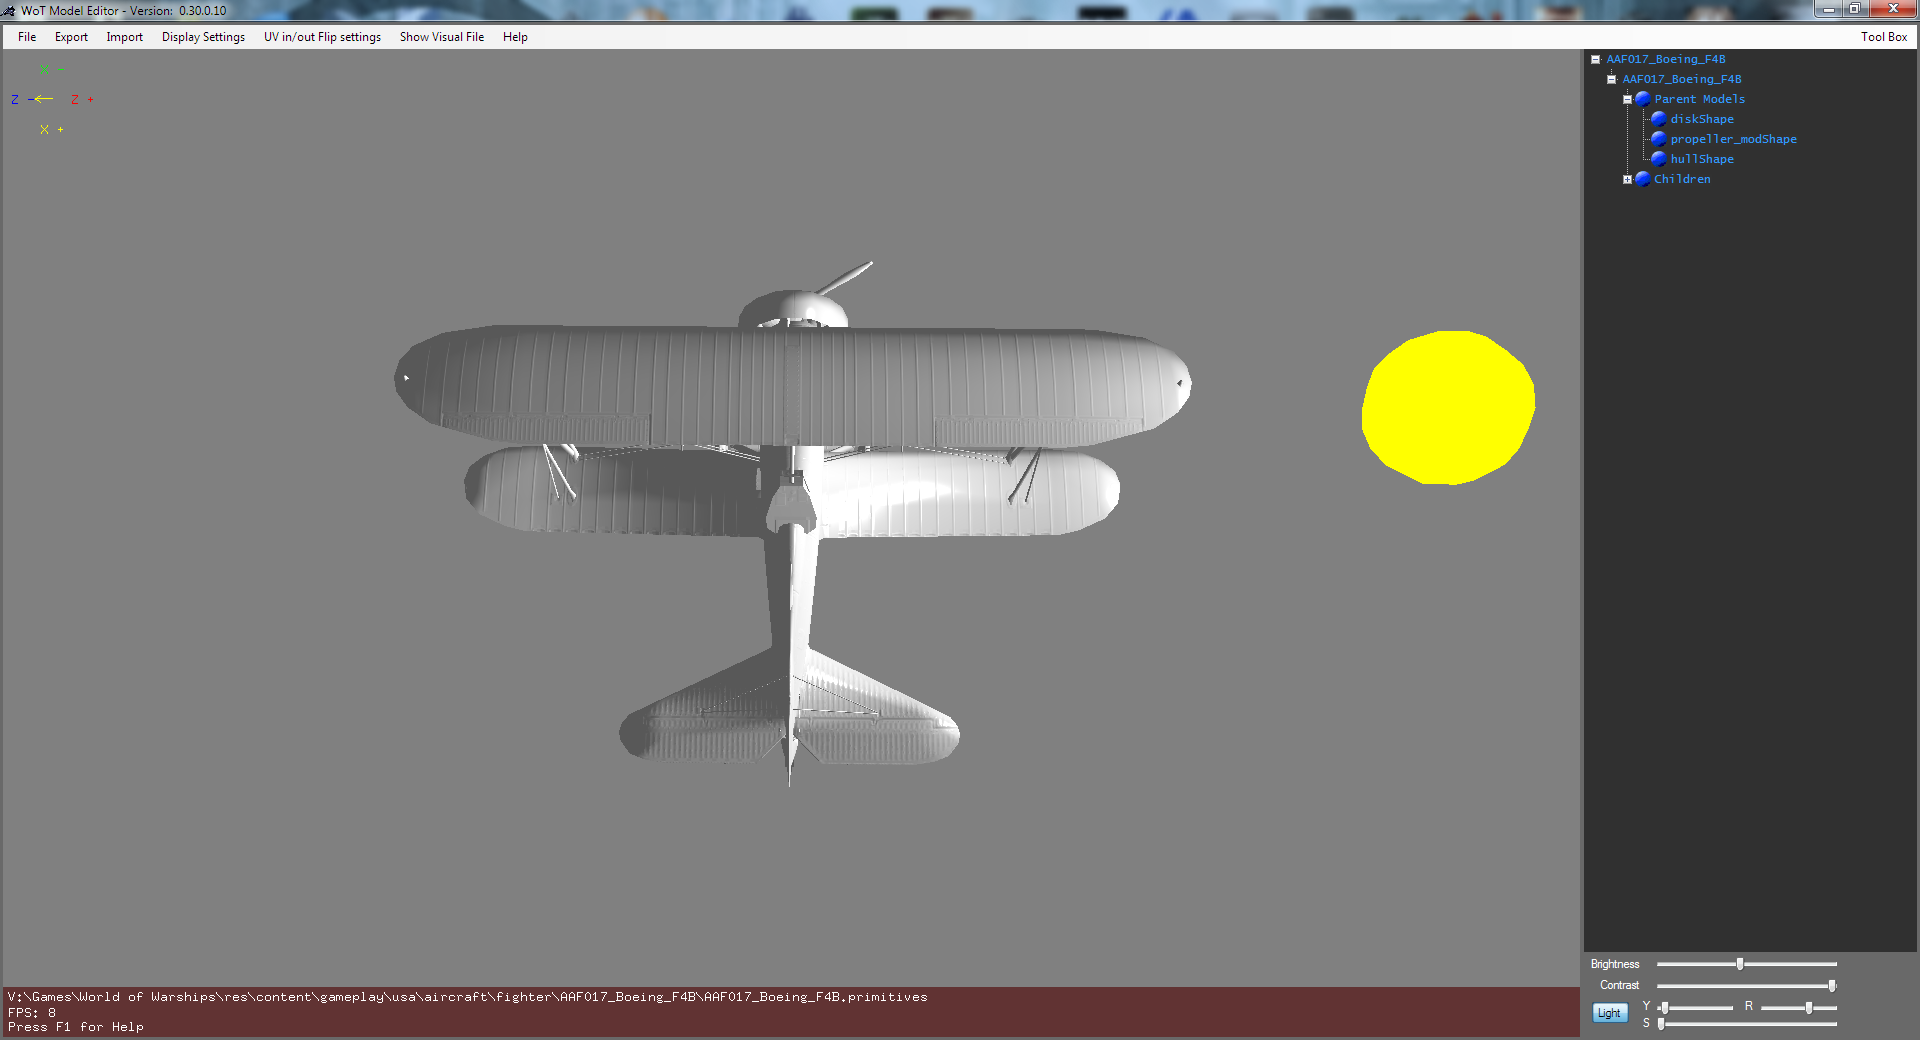 WoT Model Editor - Version: 0.30.0.10
File Export Import Display Settings UV in/out Flip settings Show Visual File Help Tool Box
X -
Z - Z +
X +
AAF017_Boeing_F4B
AAF017_Boeing_F4B
Parent Models
diskShape
propeller_modShape
hullShape
Children
Brightness
Contrast
Light Y R
S
V:\Games\World of Warships\res\content\gameplay\usa\aircraft\fighter\AAF017_Boeing_F4B\AAF017_Boeing_F4B.primitives
FPS: 8
Press F1 for Help